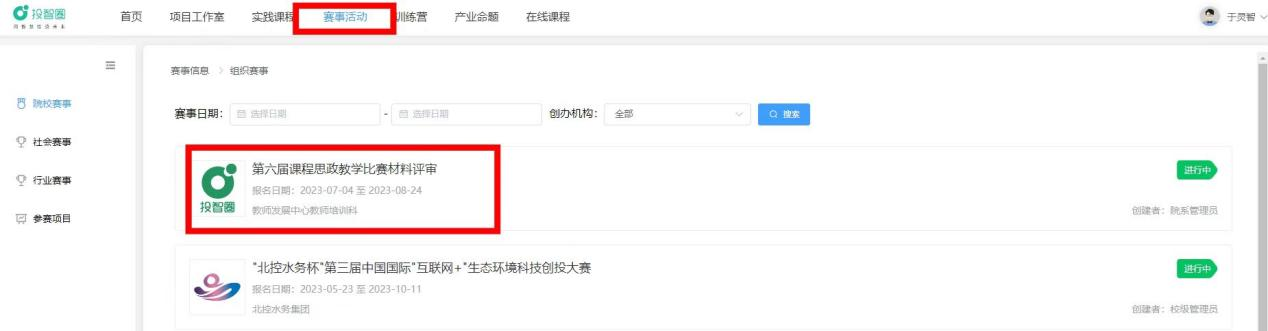 投智圈
首页 项目工作室 实践课程 赛事活动 训练营 产业命题 在线课程 于灵智
赛事信息 > 组织赛事
院校赛事
社会赛事
行业赛事
参赛项目
赛事日期: 选择日期 - 选择日期 创办机构: 全部 搜索
第六届课程思政教学比赛材料评审
进行中
报名日期: 2023-07-04 至 2023-08-24
投智圈
教师发展中心教师培训科
创建者: 院系管理员
"北控水务杯"第三届中国国际"互联网+"生态环境科技创投大赛
进行中
报名日期: 2023-05-23 至 2023-10-11
北控水务集团
创建者: 校级管理员